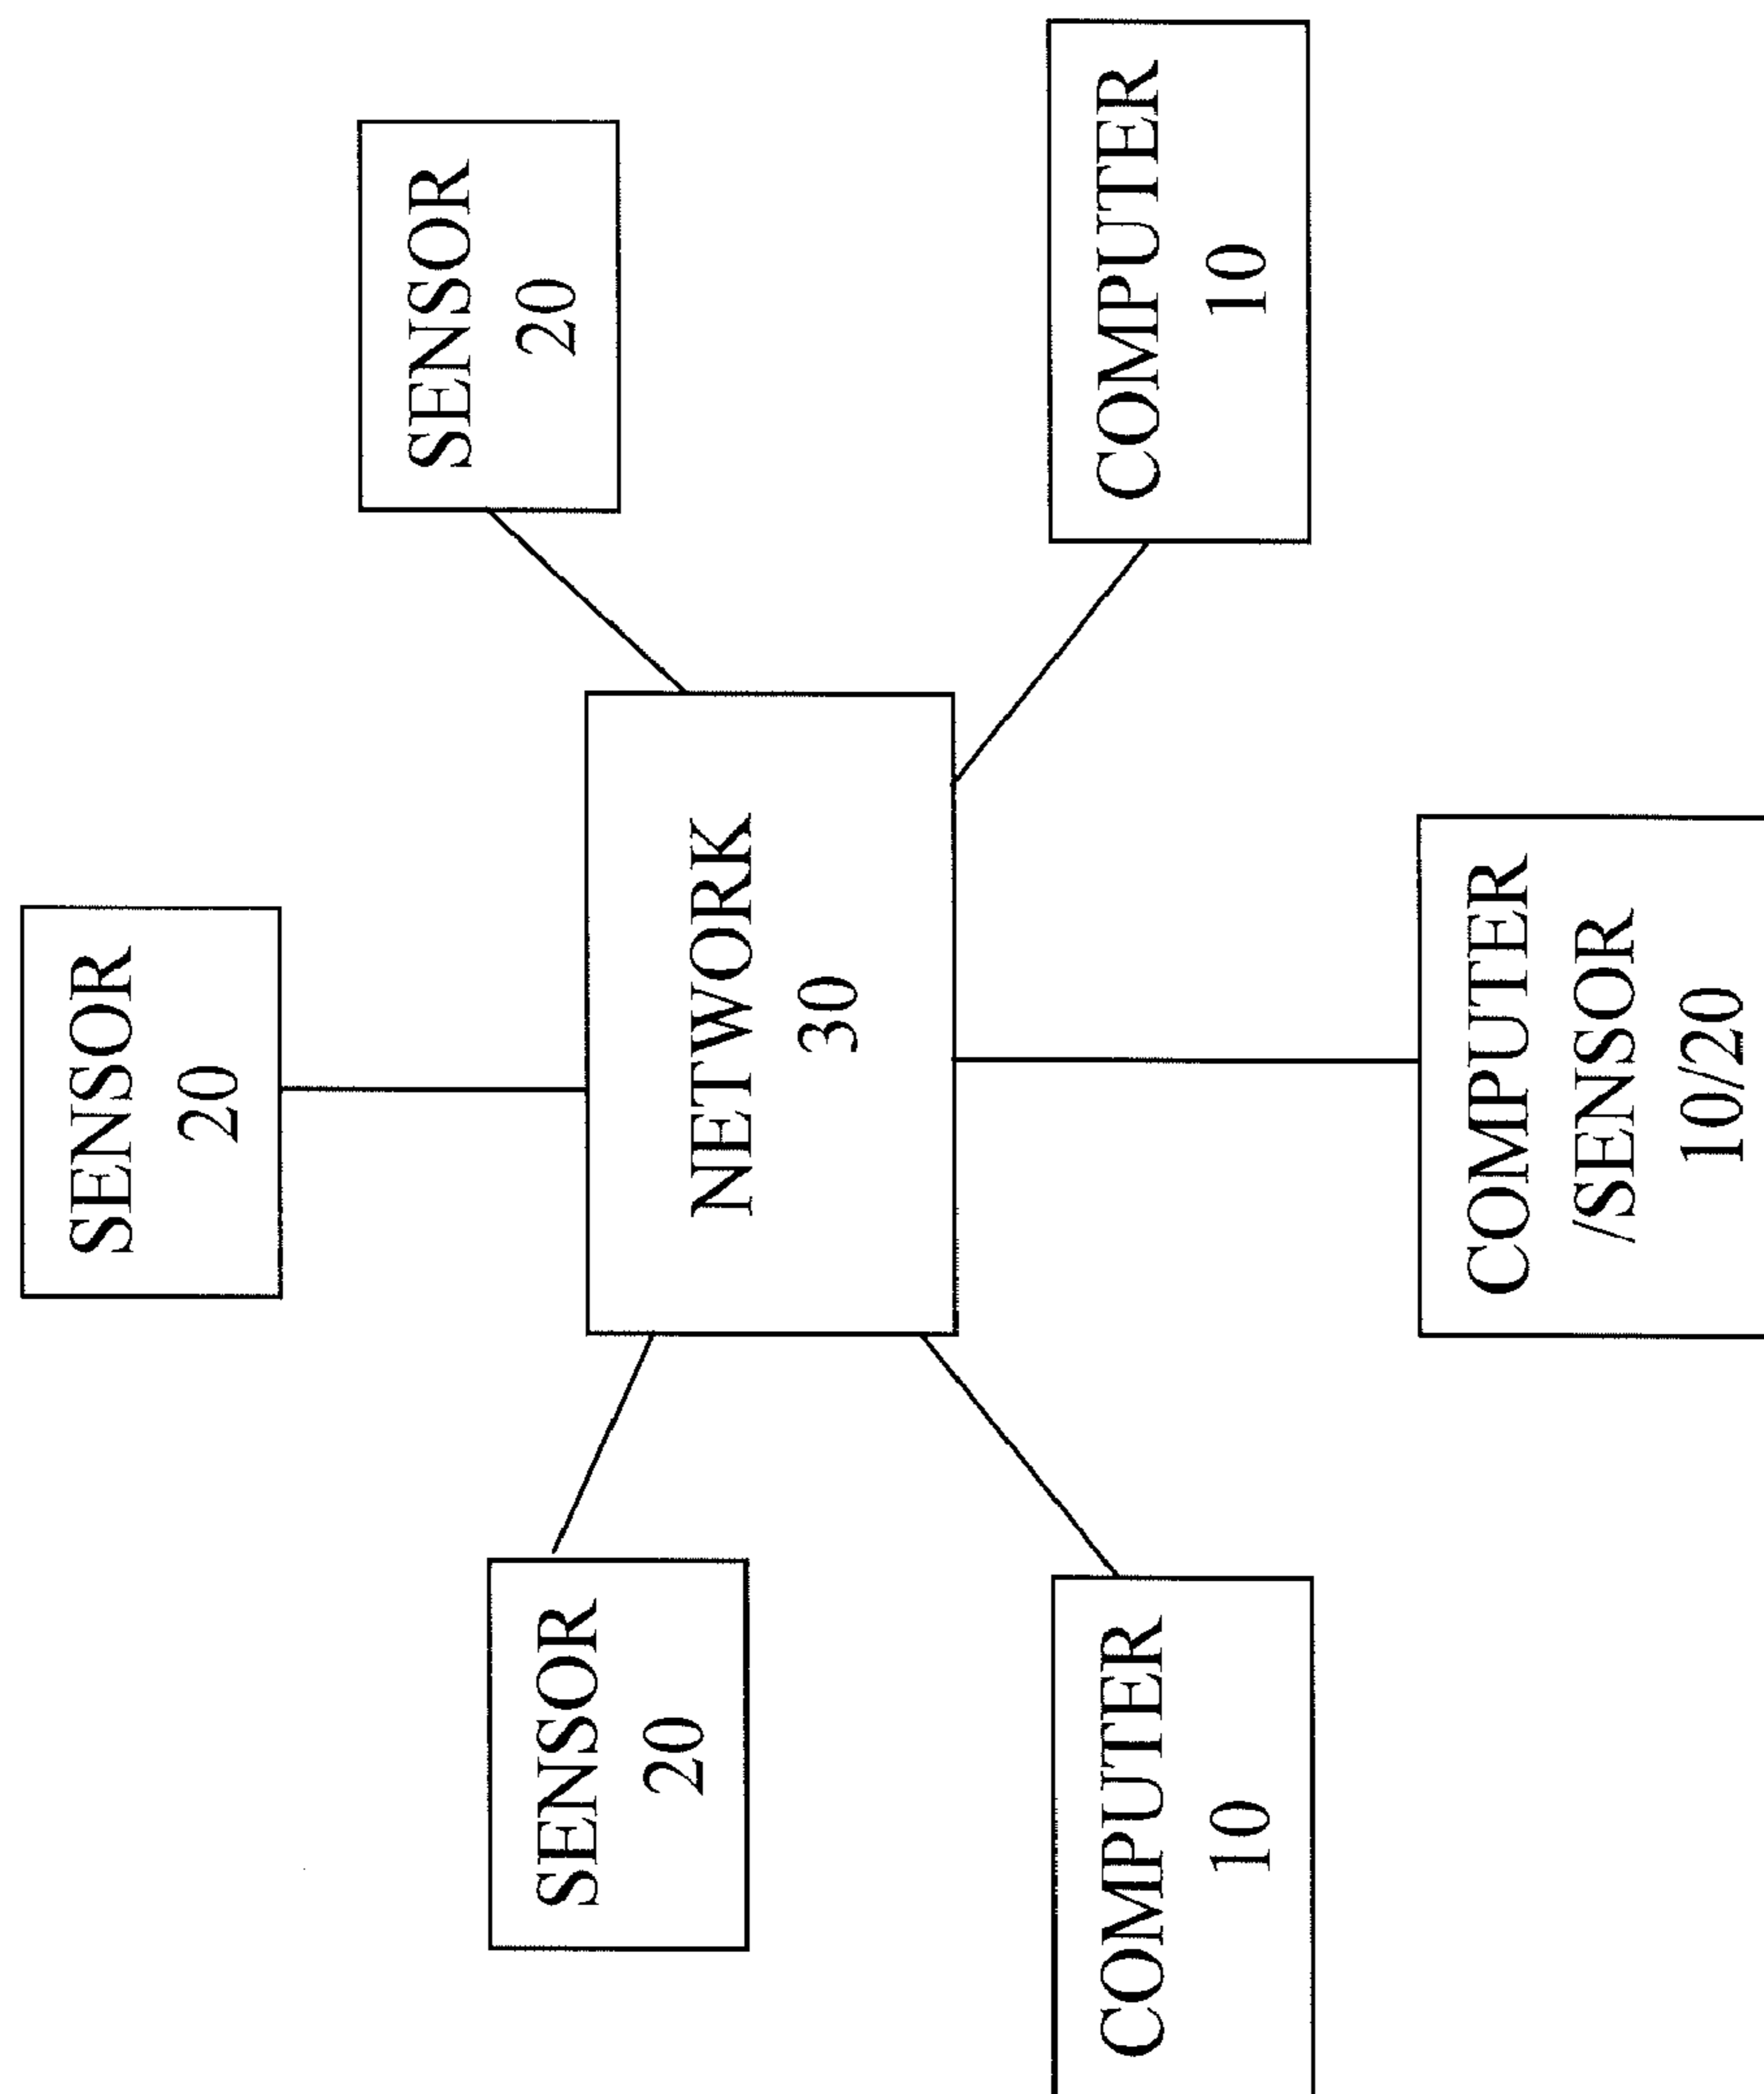 SENSOR
20
SENSOR
20
SENSOR
20
NETWORK
30
COMPUTER
10
COMPUTER
10
COMPUTER
/SENSOR
10/20